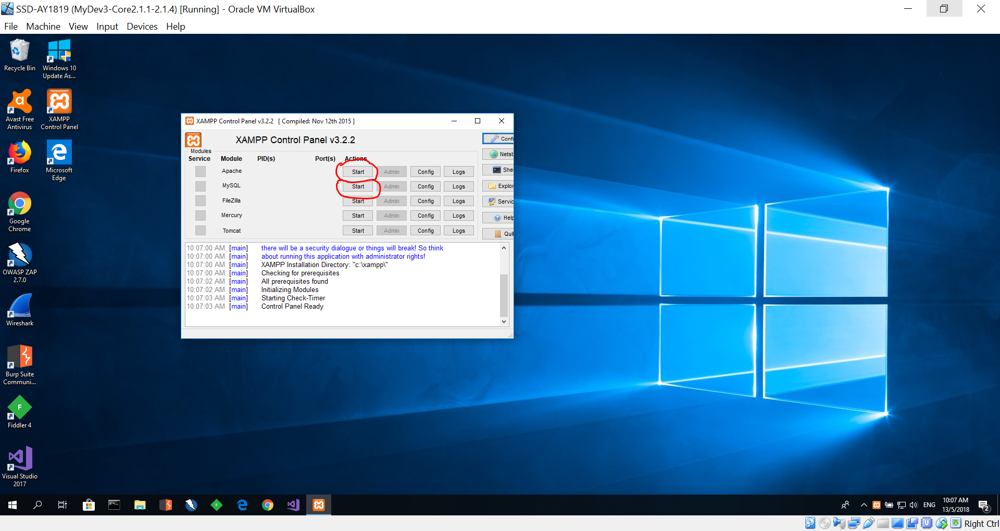 SSD-AY1819 (MyDev3-Core2.1.1-2.1.4) [Running] - Oracle VM VirtualBox
File Machine View Input Devices Help
Recycle Bin
Windows 10
Update As...
Avast Free
Antivirus
XAMPP
Control Panel
Firefox
Microsoft
Edge
Google
Chrome
OWASP ZAP
2.7.0
Wireshark
Burp Suite
Communi...
Fiddler 4
Visual Studio
2017
XAMPP Control Panel v3.2.2 [ Compiled: Nov 12th 2015 ]
XAMPP Control Panel v3.2.2
Modules
Service Module PID(s) Port(s) Actions
Apache Start Admin Config Logs
MySQL Start Admin Config Logs
FileZilla Start Admin Config Logs
Mercury Start Admin Config Logs
Tomcat Start Admin Config Logs
Confi
Netst
She
Explor
Servic
Help
Quit
10:07:00 AM [main] there will be a security dialogue or things will break! So think
10:07:00 AM [main] about running this application with administrator rights!
10:07:00 AM [main] XAMPP Installation Directory: "c:\xampp\"
10:07:00 AM [main] Checking for prerequisites
10:07:02 AM [main] All prerequisites found
10:07:02 AM [main] Initializing Modules
10:07:03 AM [main] Starting Check-Timer
10:07:03 AM [main] Control Panel Ready
ENG
10:07 AM
13/5/2018
2
Right Ctrl